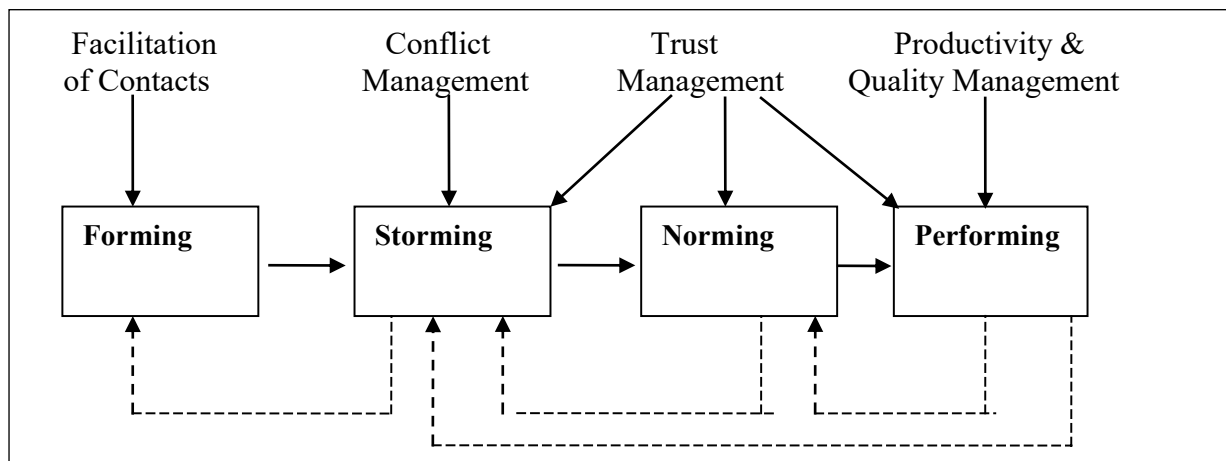 Facilitation
of Contacts
Conflict
Management
Trust
Management
Productivity &
Quality Management
Forming
Storming
Norming
Performing